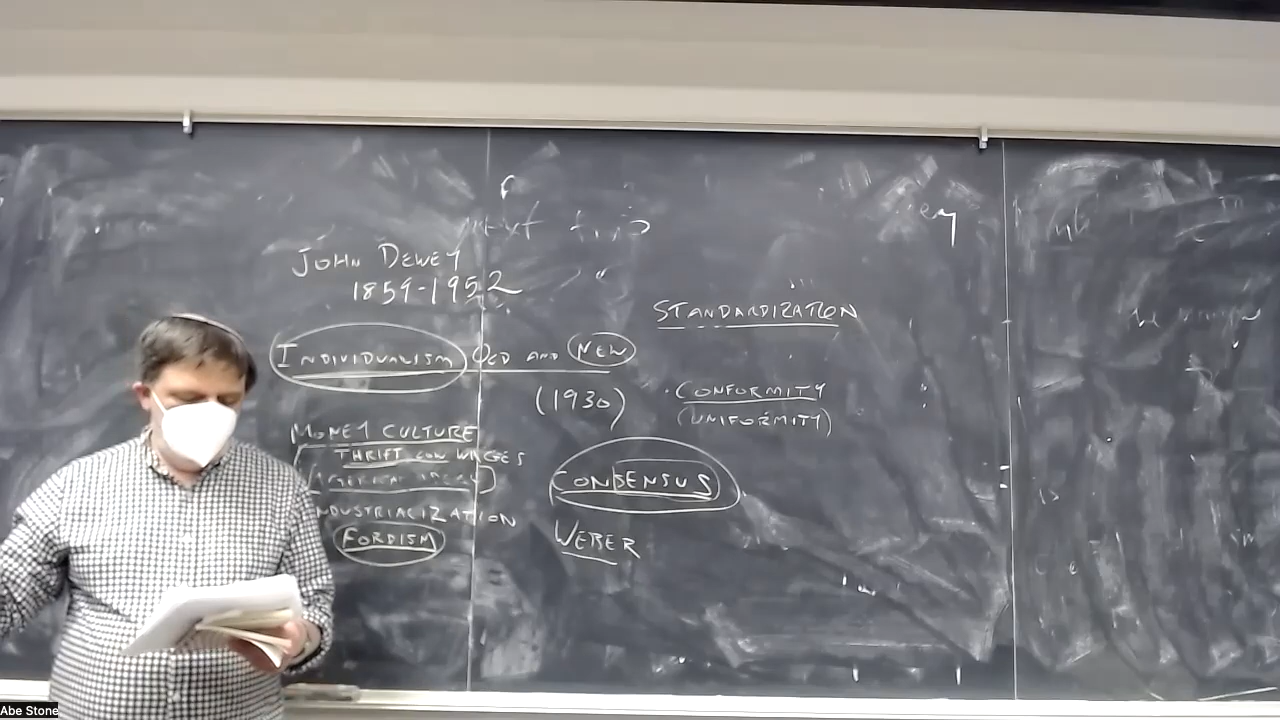 JOHN DEWEY
1859-1952
INDIVIDUALISM OLD AND NEW
(1930)
MONEY CULTURE
THRIFT WAGES
INDUSTRIALIZATION
FORDISM
STANDARDIZATION
CONFORMITY
(UNIFORMITY)
CONSENSUS
WEBER
Abe Stone